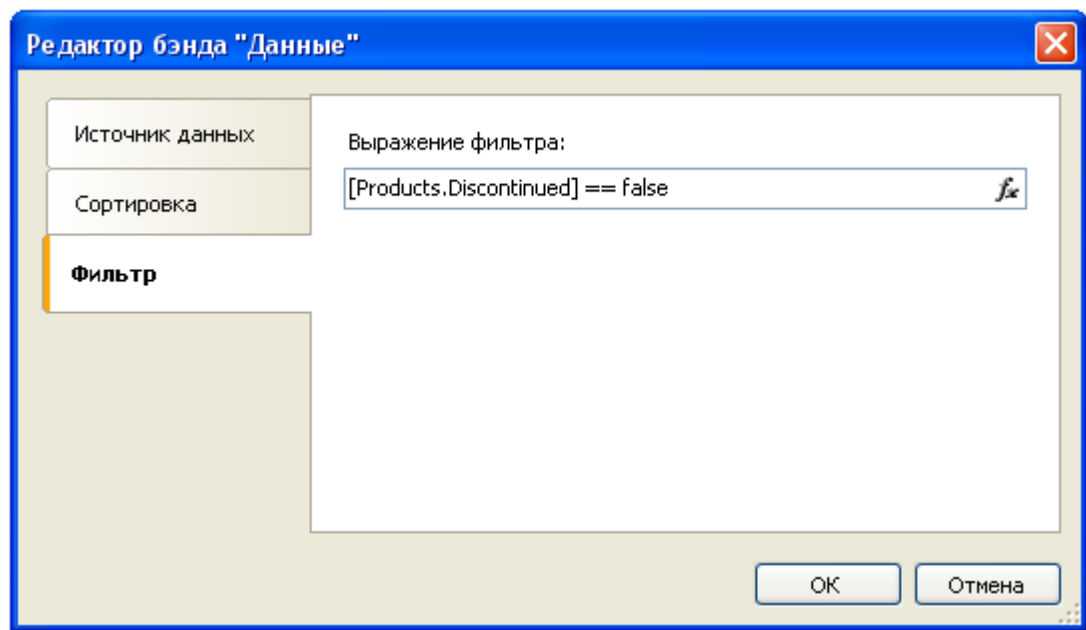 Редактор бэнда "Данные"
Источник данных
Сортировка
Фильтр
Выражение фильтра:
[Products.Discontinued] == false
fx
OK
Отмена